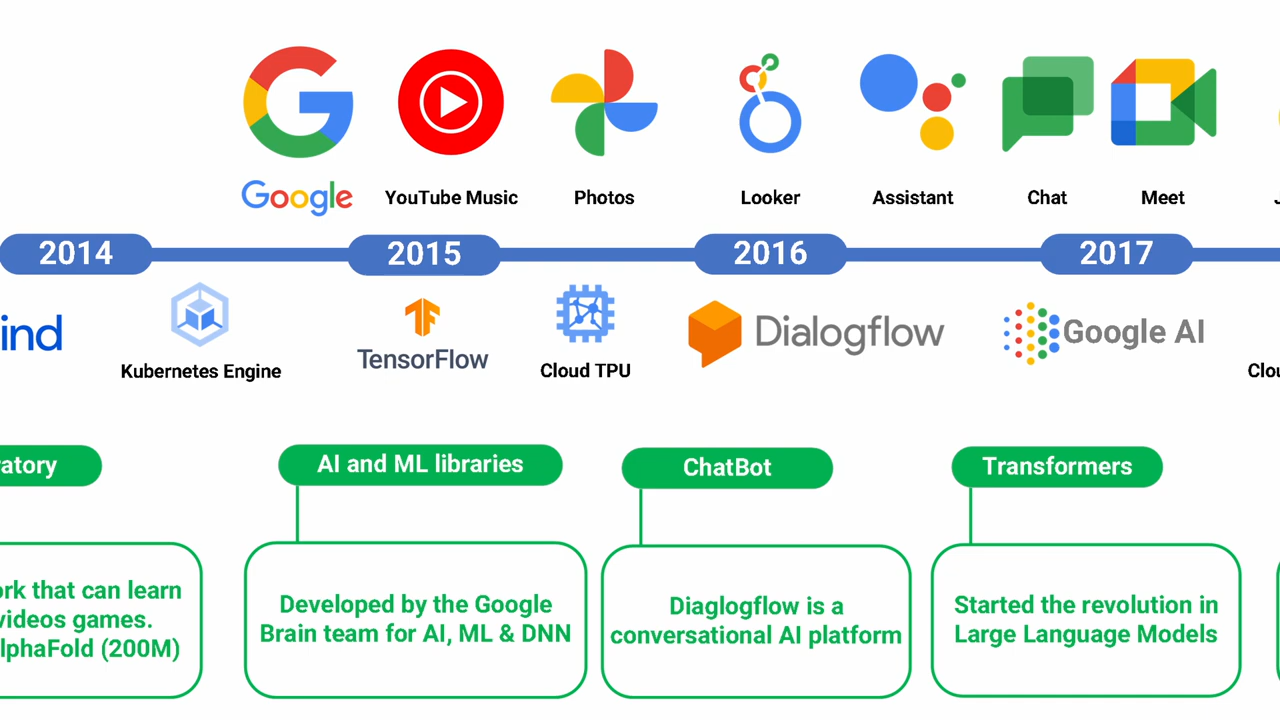 Google
YouTube Music
Photos
Looker
Assistant
Chat
Meet
2014
2015
2016
2017
ind
Kubernetes Engine
TensorFlow
Cloud TPU
Dialogflow
Google AI
Clou
ratory
AI and ML libraries
ChatBot
Transformers
ork that can learn
videos games.
lphaFold (200M)
Developed by the Google
Brain team for AI, ML & DNN
Diaglogflow is a
conversational AI platform
Started the revolution in
Large Language Models